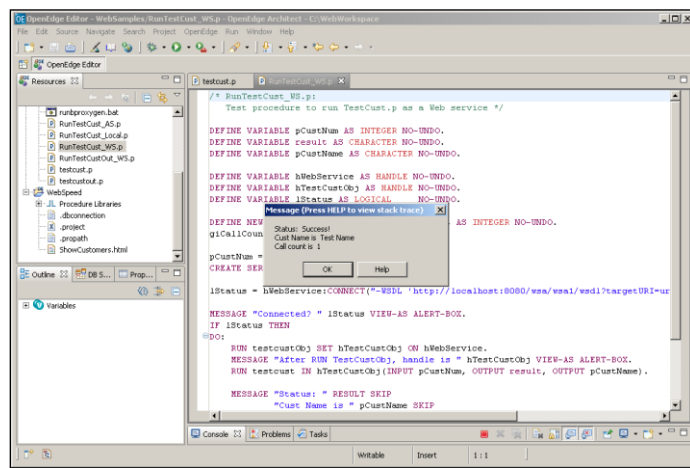 OpenEdge Editor - WebSamples/RunTestCust_WS.p - OpenEdge Architect - C:\WebWorkspace
File Edit Source Navigate Search Project OpenEdge Run Window Help
OpenEdge Editor
Resources
runbproxygen.bat
RunTestCust_AS.p
RunTestCust_Local.p
RunTestCust_WS.p
RunTestCustOut_WS.p
testcust.p
testcustout.p
WebSpeed
Procedure Libraries
.dbconnection
.project
.propath
ShowCustomers.html
Outline DB S... Prop...
Variables
testcust.p RunTestCust_WS.p
/* RunTestCust_WS.p:
Test procedure to run TestCust.p as a Web service */
DEFINE VARIABLE pCustNum AS INTEGER NO-UNDO.
DEFINE VARIABLE result AS CHARACTER NO-UNDO.
DEFINE VARIABLE pCustName AS CHARACTER NO-UNDO.
DEFINE VARIABLE hWebService AS HANDLE NO-UNDO.
DEFINE VARIABLE hTestCustObj AS HANDLE NO-UNDO.
DEFINE VARIABLE lStatus AS LOGICAL NO-UNDO.
DEFINE NEW AS INTEGER NO-UNDO.
giCallCoun
pCustNum =
CREATE SER
Message (Press HELP to view stack trace)
Status: Success!
Cust Name is Test Name
Call count is 1
OK Help
lStatus = hWebService:CONNECT("-WSDL 'http://localhost:8080/wsa/wsa1/wsdl?targetURI=ur
MESSAGE "Connected? " lStatus VIEW-AS ALERT-BOX.
IF lStatus THEN
DO:
RUN testcustObj SET hTestCustObj ON hWebService.
MESSAGE "After RUN TestCustObj, handle is " hTestCustObj VIEW-AS ALERT-BOX.
RUN testcust IN hTestCustObj(INPUT pCustNum, OUTPUT result, OUTPUT pCustName).
MESSAGE "Status: " RESULT SKIP
"Cust Name is " pCustName SKIP
Console Problems Tasks
Writable Insert 1 : 1